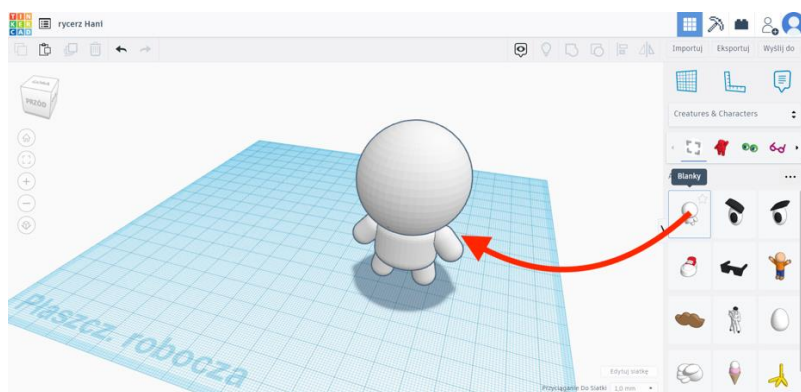 TIN
KER
CAD
rycerz Hani
Importuj Eksportuj Wyślij do
PRZÓD
Creatures & Characters
Blanky
Płaszcz. robocza
Edytuj siatkę
Przyciąganie Do Siatki 1,0 mm